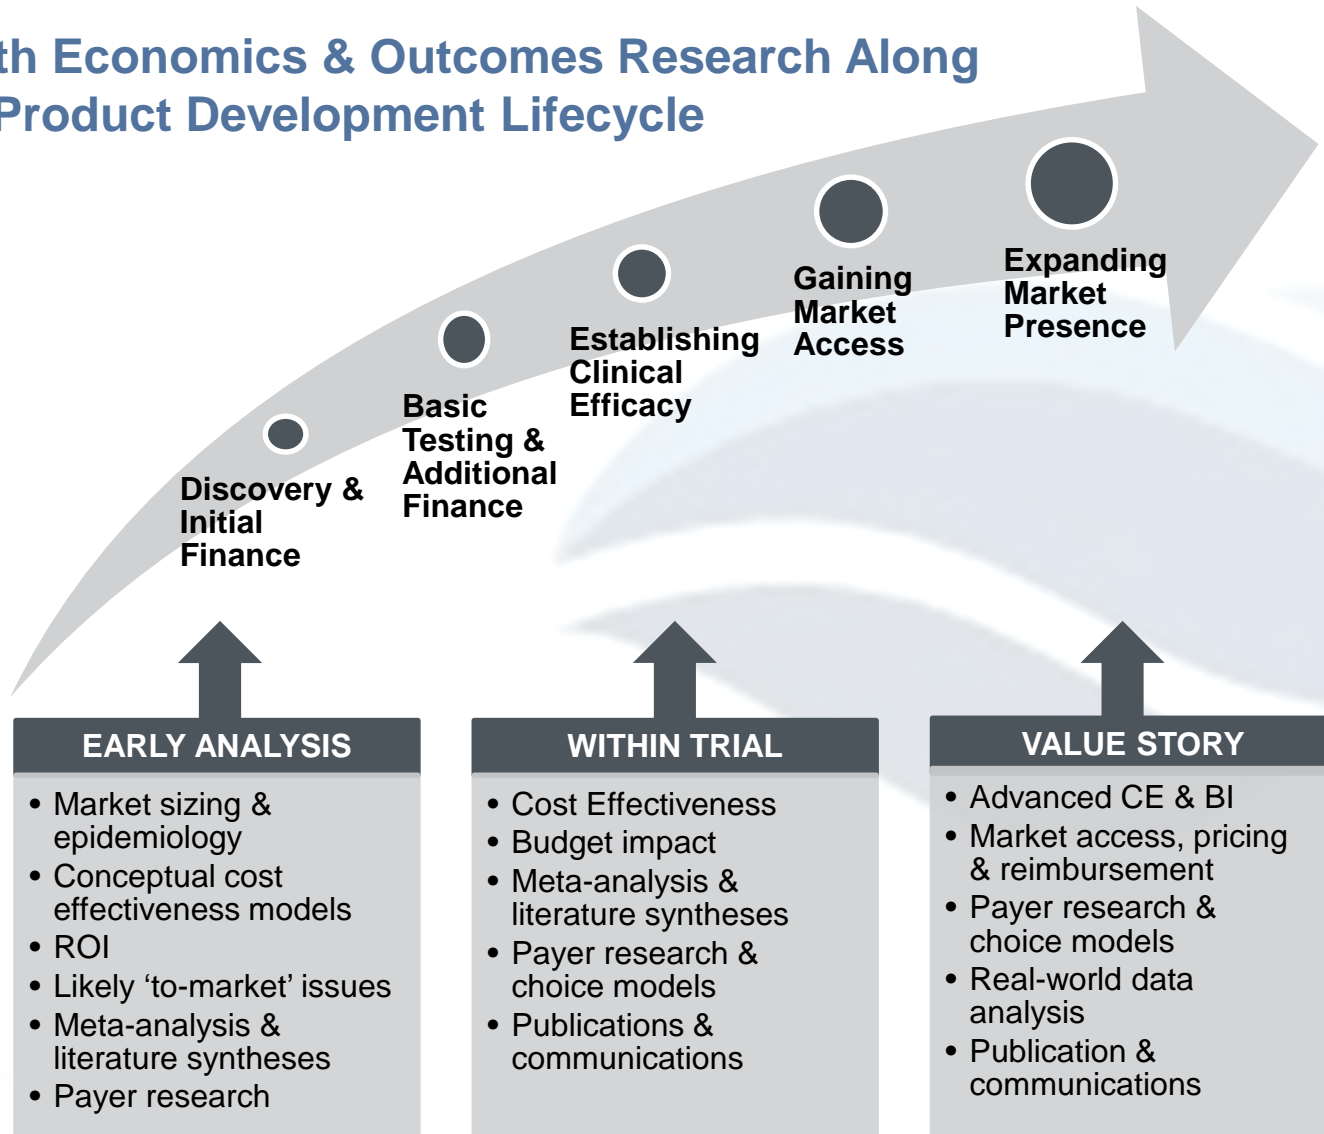 th Economics & Outcomes Research Along
Product Development Lifecycle
Discovery &
Initial
Finance
Basic
Testing &
Additional
Finance
Establishing
Clinical
Efficacy
Gaining
Market
Access
Expanding
Market
Presence
EARLY ANALYSIS
• Market sizing &
epidemiology
• Conceptual cost
effectiveness models
• ROI
• Likely ‘to-market’ issues
• Meta-analysis &
literature syntheses
• Payer research
WITHIN TRIAL
• Cost Effectiveness
• Budget impact
• Meta-analysis &
literature syntheses
• Payer research &
choice models
• Publications &
communications
VALUE STORY
• Advanced CE & BI
• Market access, pricing
& reimbursement
• Payer research &
choice models
• Real-world data
analysis
• Publication &
communications